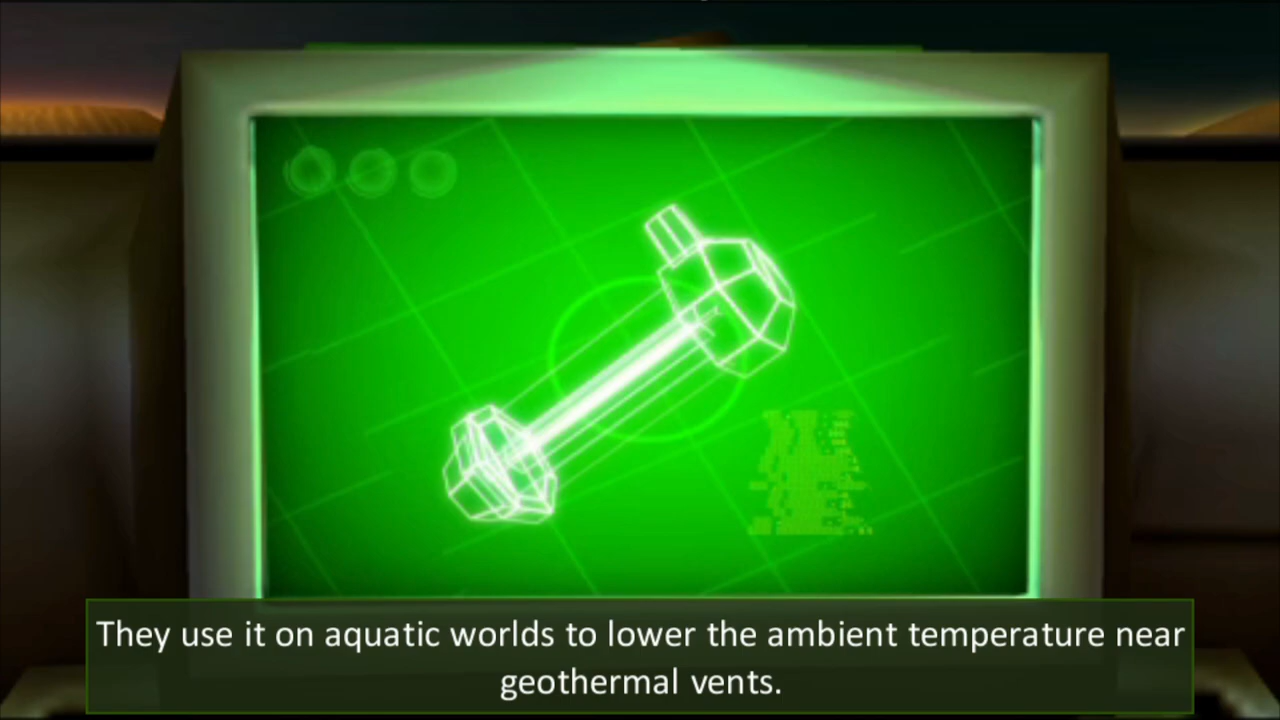 They use it on aquatic worlds to lower the ambient temperature near
geothermal vents.